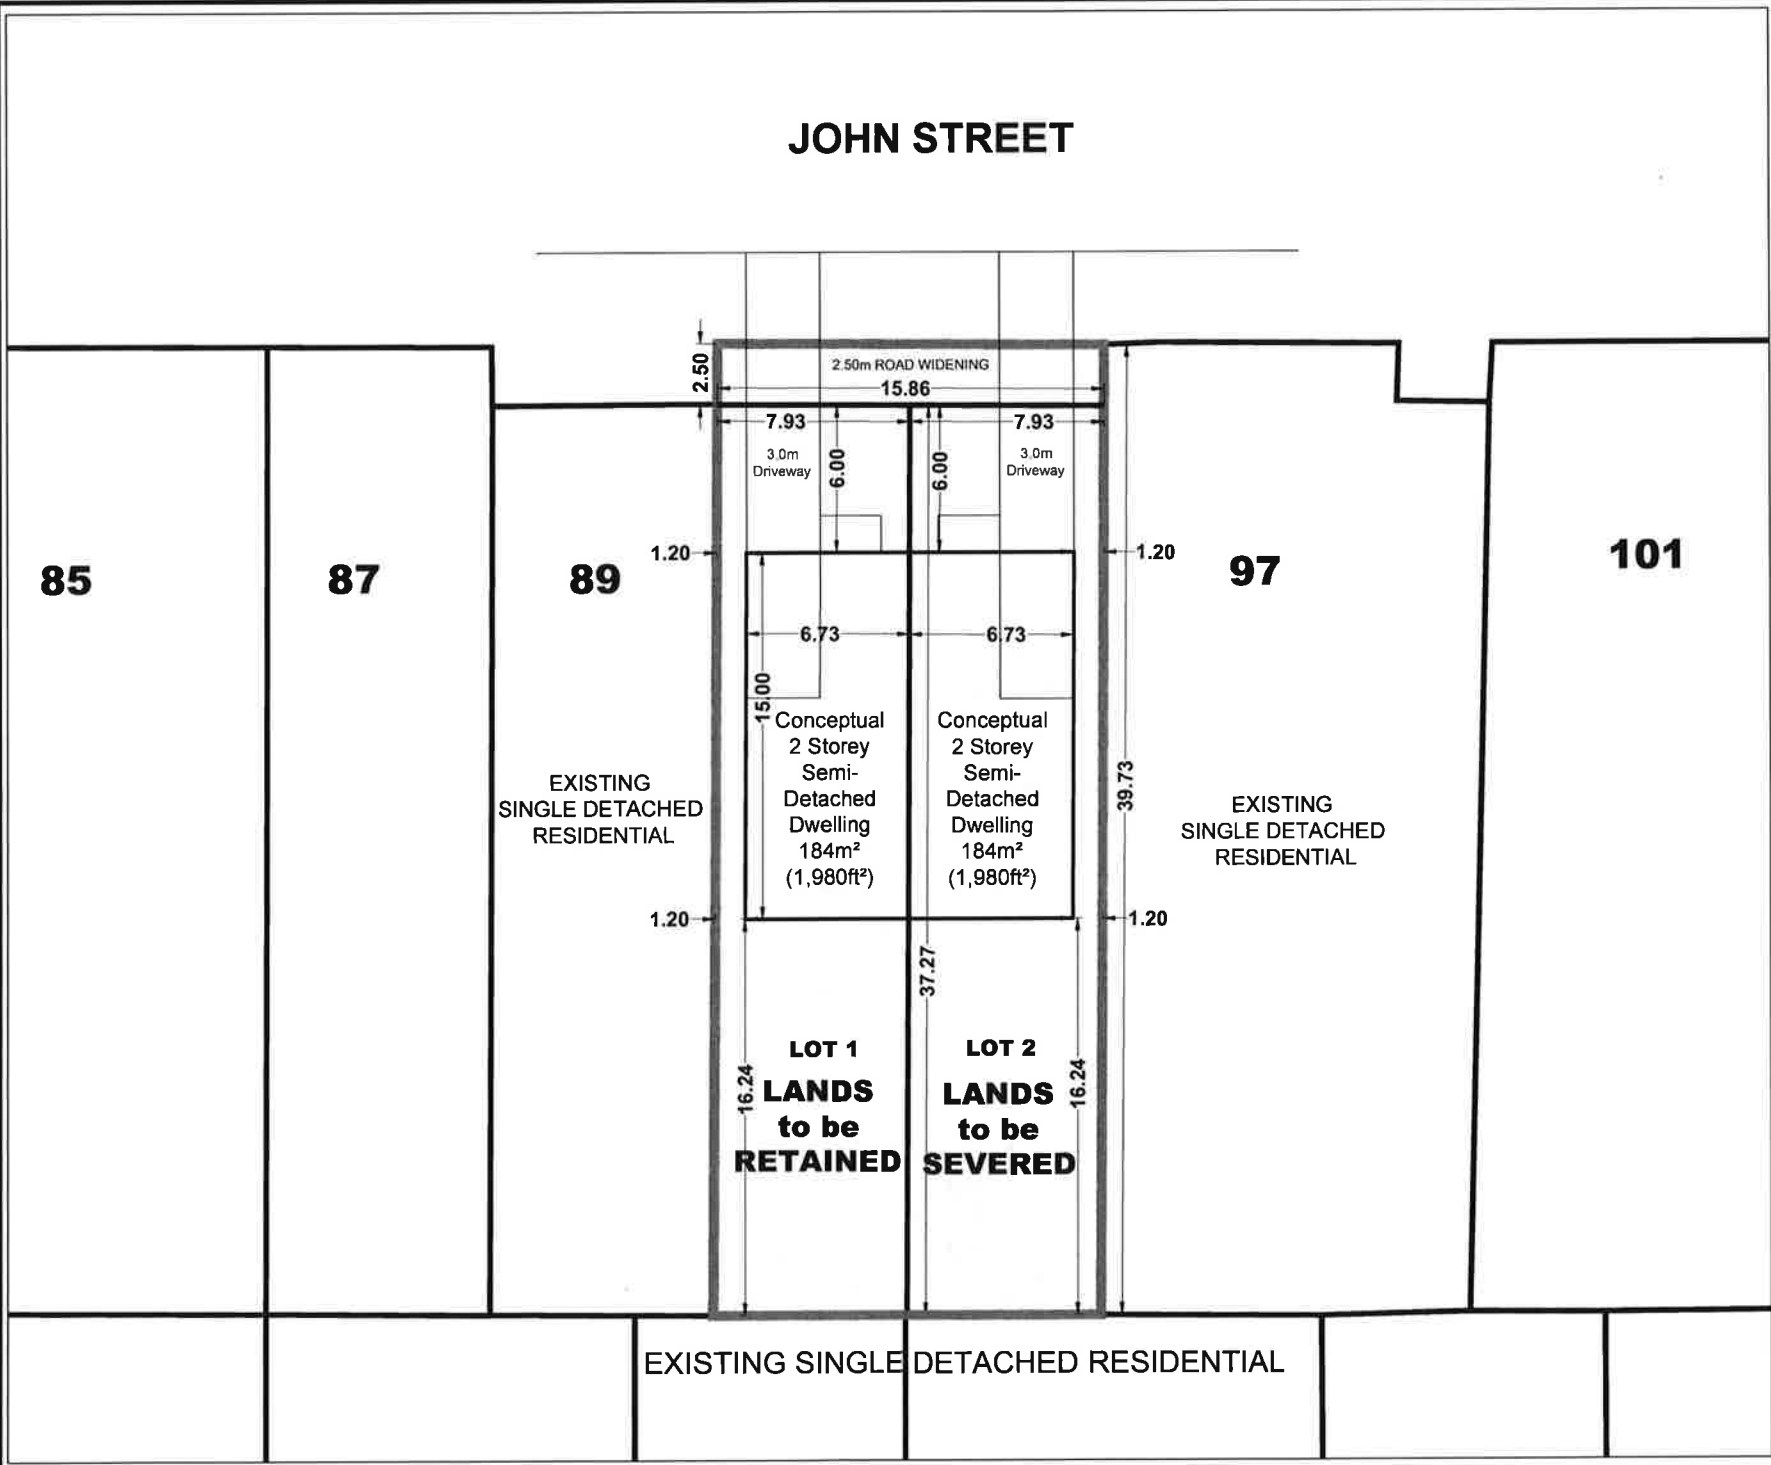 JOHN STREET
2.50
2.50m ROAD WIDENING
15.86
7.93
7.93
3.0m
Driveway
6.00
6.00
3.0m
Driveway
1.20
1.20
85
87
89
97
101
6.73
6.73
15.00
Conceptual
2 Storey
Semi-
Detached
Dwelling
184m²
(1,980ft²)
Conceptual
2 Storey
Semi-
Detached
Dwelling
184m²
(1,980ft²)
39.73
EXISTING
SINGLE DETACHED
RESIDENTIAL
EXISTING
SINGLE DETACHED
RESIDENTIAL
1.20
1.20
37.27
16.24
LOT 1
LANDS
to be
RETAINED
LOT 2
LANDS
to be
SEVERED
16.24
EXISTING SINGLE DETACHED RESIDENTIAL